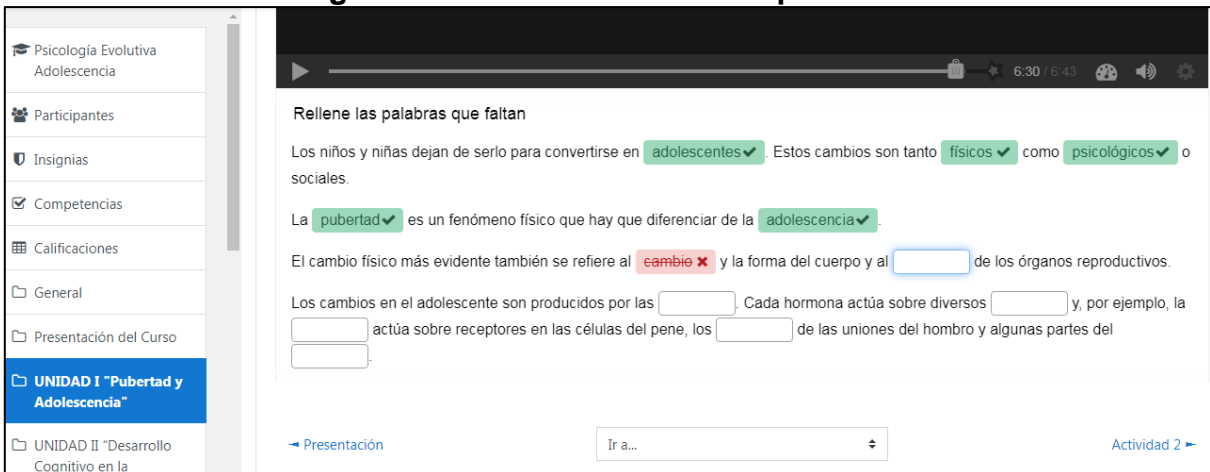 Psicología Evolutiva
Adolescencia
Participantes
Insignias
Competencias
Calificaciones
General
Presentación del Curso
UNIDAD I "Pubertad y
Adolescencia"
UNIDAD II "Desarrollo
Cognitivo en la
6:30 / 6:43
Rellene las palabras que faltan
Los niños y niñas dejan de serlo para convertirse en adolescentes✔ . Estos cambios son tanto físicos ✔ como psicológicos✔ o
sociales.
La pubertad✔ es un fenómeno físico que hay que diferenciar de la adolescencia✔ .
El cambio físico más evidente también se refiere al cambio ✖ y la forma del cuerpo y al de los órganos reproductivos.
Los cambios en el adolescente son producidos por las . Cada hormona actúa sobre diversos y, por ejemplo, la
actúa sobre receptores en las células del pene, los de las uniones del hombro y algunas partes del
.
◄ Presentación
Ir a...
Actividad 2 ►